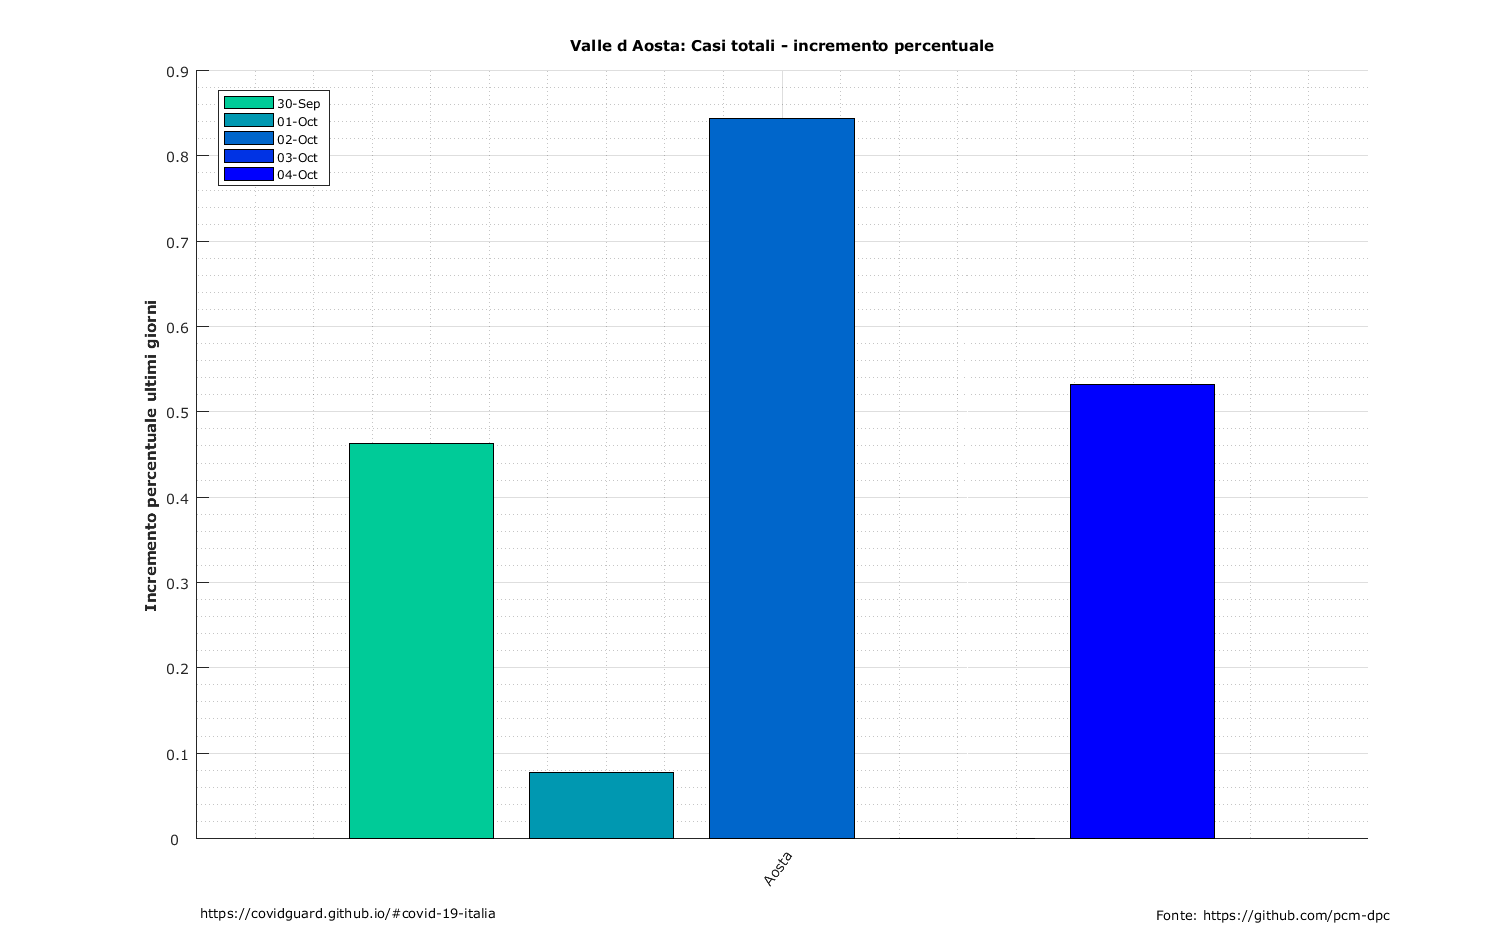 Valle d Aosta: Casi totali - incremento percentuale
0.9
0.8
0.7
0.6
0.5
0.4
0.3
0.2
0.1
0
30-Sep
01-Oct
02-Oct
03-Oct
04-Oct
Incremento percentuale ultimi giorni
Aosta
https://covidguard.github.io/#covid-19-italia
Fonte: https://github.com/pcm-dpc